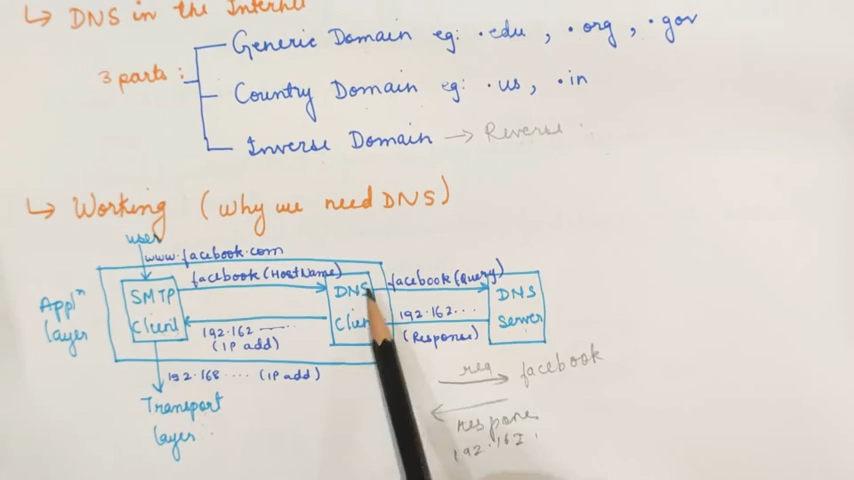 ↳ DNS in the Internet
3 parts :
Generic Domain eg: .edu , .org , .gov
Country Domain eg: .us, .in
Inverse Domain → Reverse
↳ Working (why we need DNS)
user
www.facebook.com
Applⁿ layer
SMTP Client
facebook (HostName)
192.162 ......
(IP add)
DNS Client
facebook (Query)
192.162...
(Response)
DNS Server
192.168.... (IP add)
Transport layer
req facebook
respone
192.162.